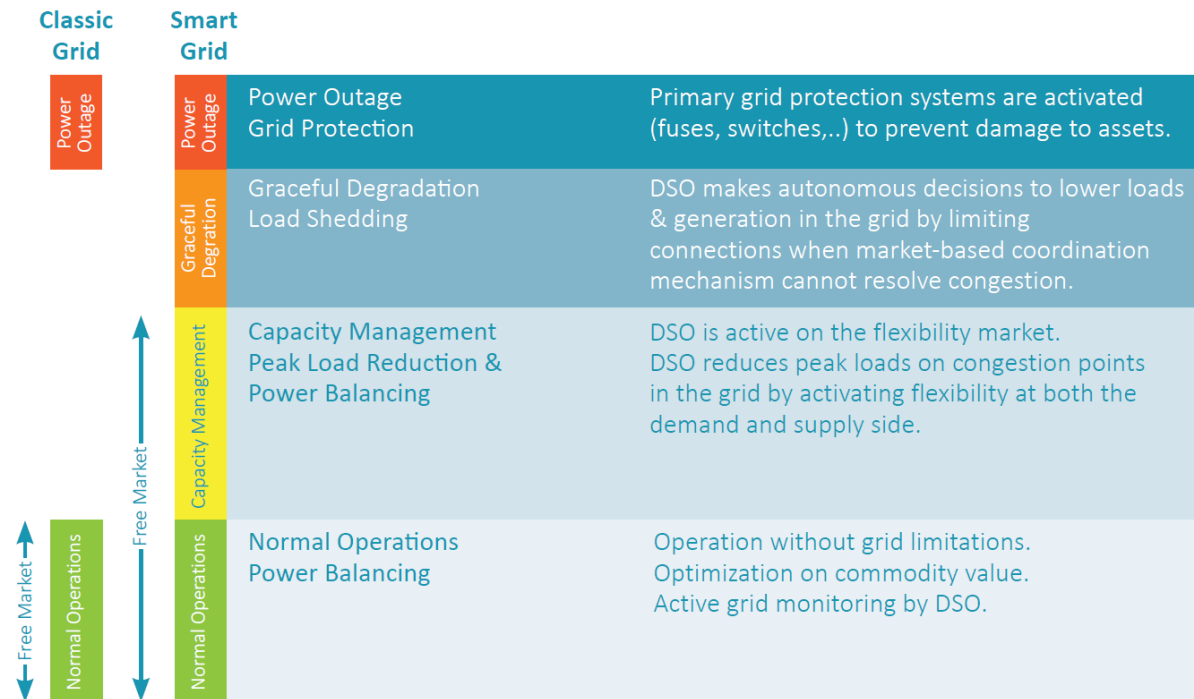 Classic
Grid
Smart
Grid
Power
Outage
Power
Outage
Power Outage
Grid Protection
Primary grid protection systems are activated
(fuses, switches,..) to prevent damage to assets.
Graceful
Degration
Graceful Degradation
Load Shedding
DSO makes autonomous decisions to lower loads
& generation in the grid by limiting
connections when market-based coordination
mechanism cannot resolve congestion.
Free Market
Capacity Management
Capacity Management
Peak Load Reduction &
Power Balancing
DSO is active on the flexibility market.
DSO reduces peak loads on congestion points
in the grid by activating flexibility at both the
demand and supply side.
Free Market
Normal Operations
Normal Operations
Normal Operations
Power Balancing
Operation without grid limitations.
Optimization on commodity value.
Active grid monitoring by DSO.